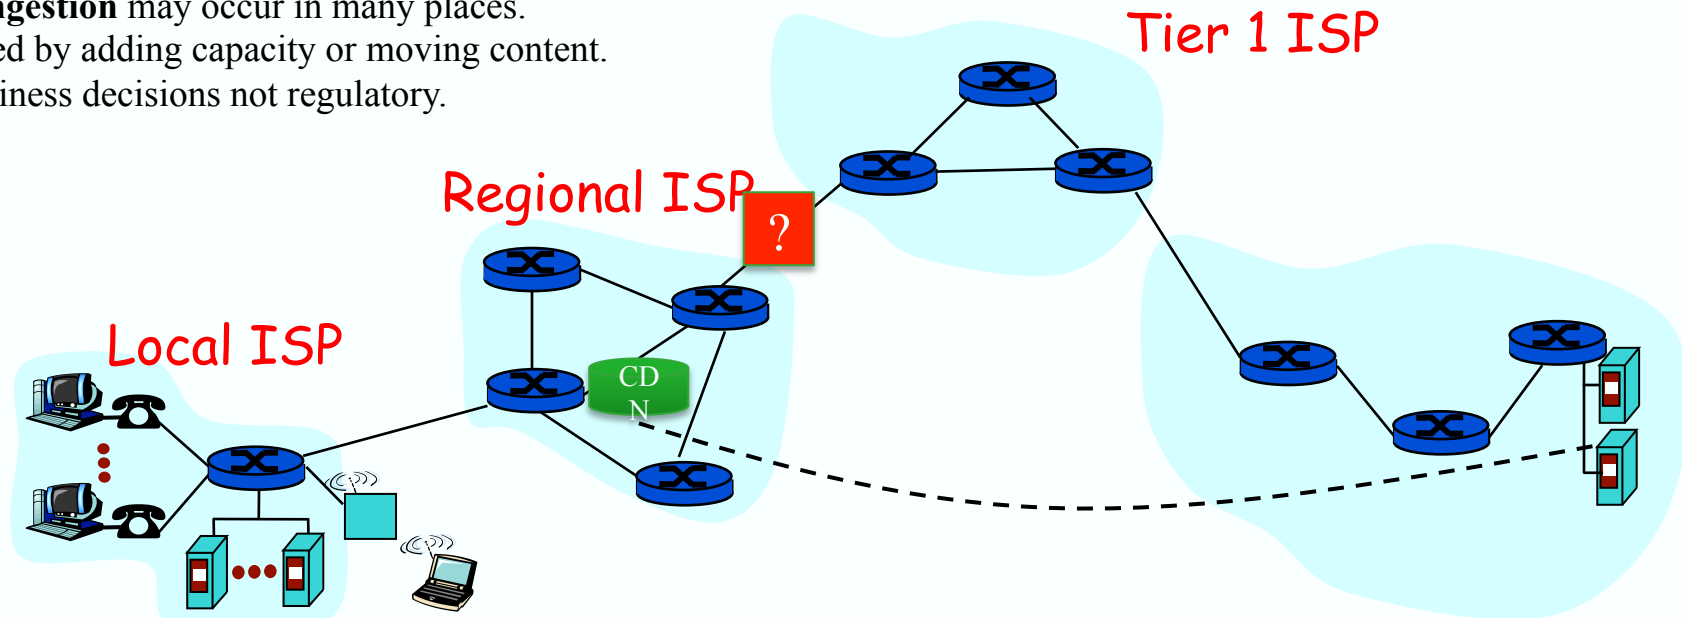 ngestion may occur in many places.
ed by adding capacity or moving content.
iness decisions not regulatory.
Tier 1 ISP
Regional ISP
?
Local ISP
CD
N